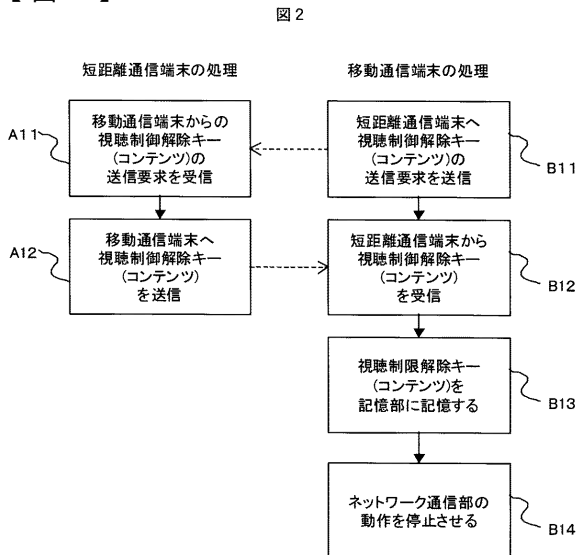 図2
短距離通信端末の処理
移動通信端末の処理
A11
移動通信端末からの
視聴制御解除キー
(コンテンツ)の
送信要求を受信
短距離通信端末へ
視聴制御解除キー
(コンテンツ)の
送信要求を送信
B11
A12
移動通信端末へ
視聴制御解除キー
(コンテンツ)
を送信
短距離通信端末から
視聴制御解除キー
(コンテンツ)
を受信
B12
視聴制限解除キー
(コンテンツ)を
記憶部に記憶する
B13
ネットワーク通信部の
動作を停止させる
B14